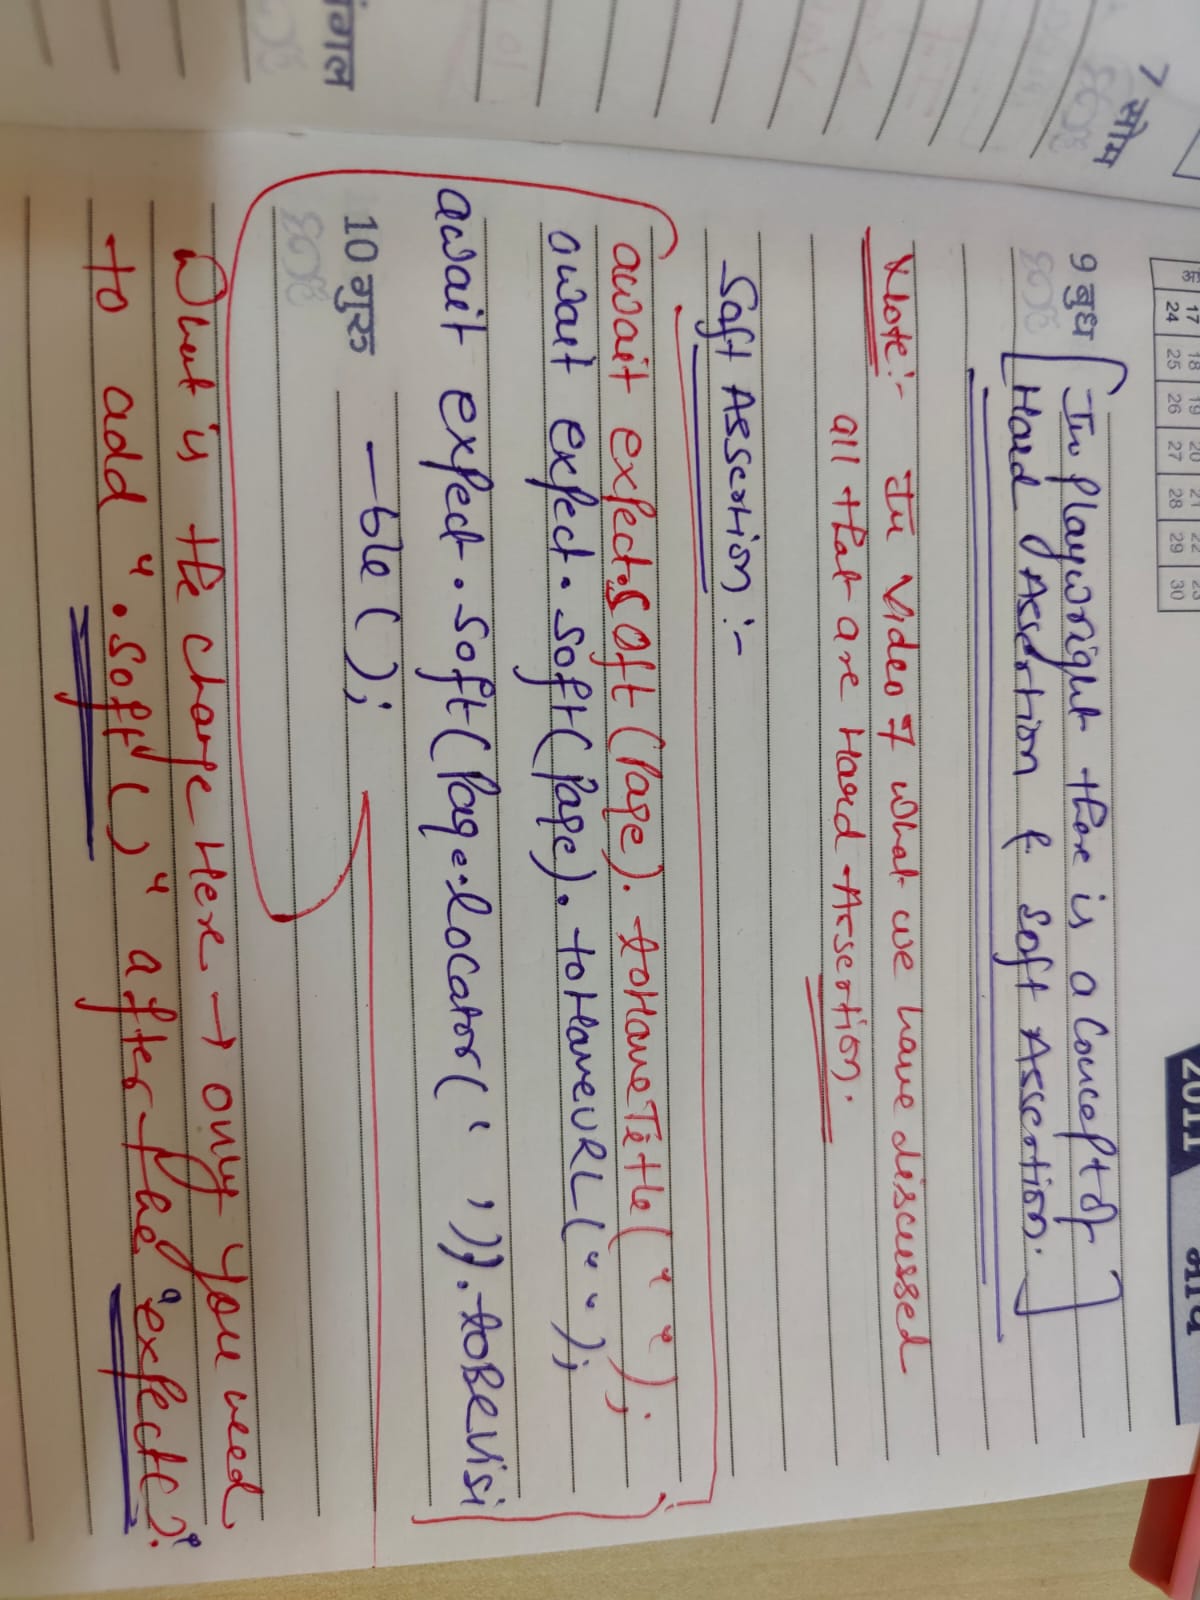 7 सोम
2011
मार्च
17 18 19 20 21 22 23
24 25 26 27 28 29 30
9 बुध
[In Playwright there is a Concept of
Hard Assertion & Soft Assertion.]
Note:- In Video 7 what we have discussed
all that are Hard Assertion.
Soft Assertion :-
await expect.soft(page).toHaveTitle(" ");
await expect.soft(page).toHaveURL(" ");
await expect.soft(page.locator(' ')).toBeVisi
10 गुरु
-ble();
What is the change Here → only you need
to add ".soft()" after the "expect()".